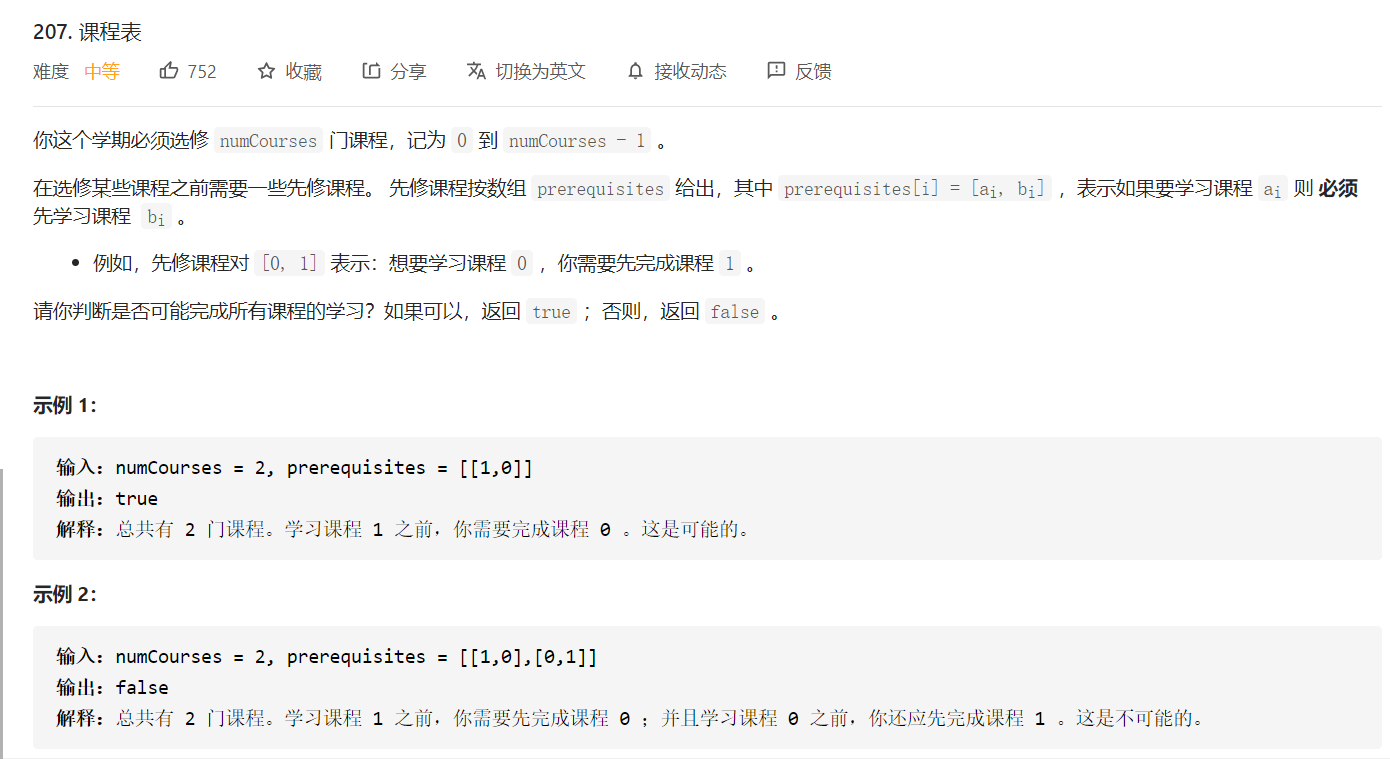 207. 课程表
难度 中等 752 收藏 分享 切换为英文 接收动态 反馈
你这个学期必须选修 numCourses 门课程，记为 0 到 numCourses - 1 。
在选修某些课程之前需要一些先修课程。 先修课程按数组 prerequisites 给出，其中 prerequisites[i] = [ai, bi] ，表示如果要学习课程 ai 则 必须
先学习课程 bi 。
• 例如，先修课程对 [0, 1] 表示：想要学习课程 0 ，你需要先完成课程 1 。
请你判断是否可能完成所有课程的学习？如果可以，返回 true ；否则，返回 false 。
示例 1：
输入：numCourses = 2, prerequisites = [[1,0]]
输出：true
解释：总共有 2 门课程。学习课程 1 之前，你需要完成课程 0 。这是可能的。
示例 2：
输入：numCourses = 2, prerequisites = [[1,0],[0,1]]
输出：false
解释：总共有 2 门课程。学习课程 1 之前，你需要先完成课程 0 ；并且学习课程 0 之前，你还应先完成课程 1 。这是不可能的。